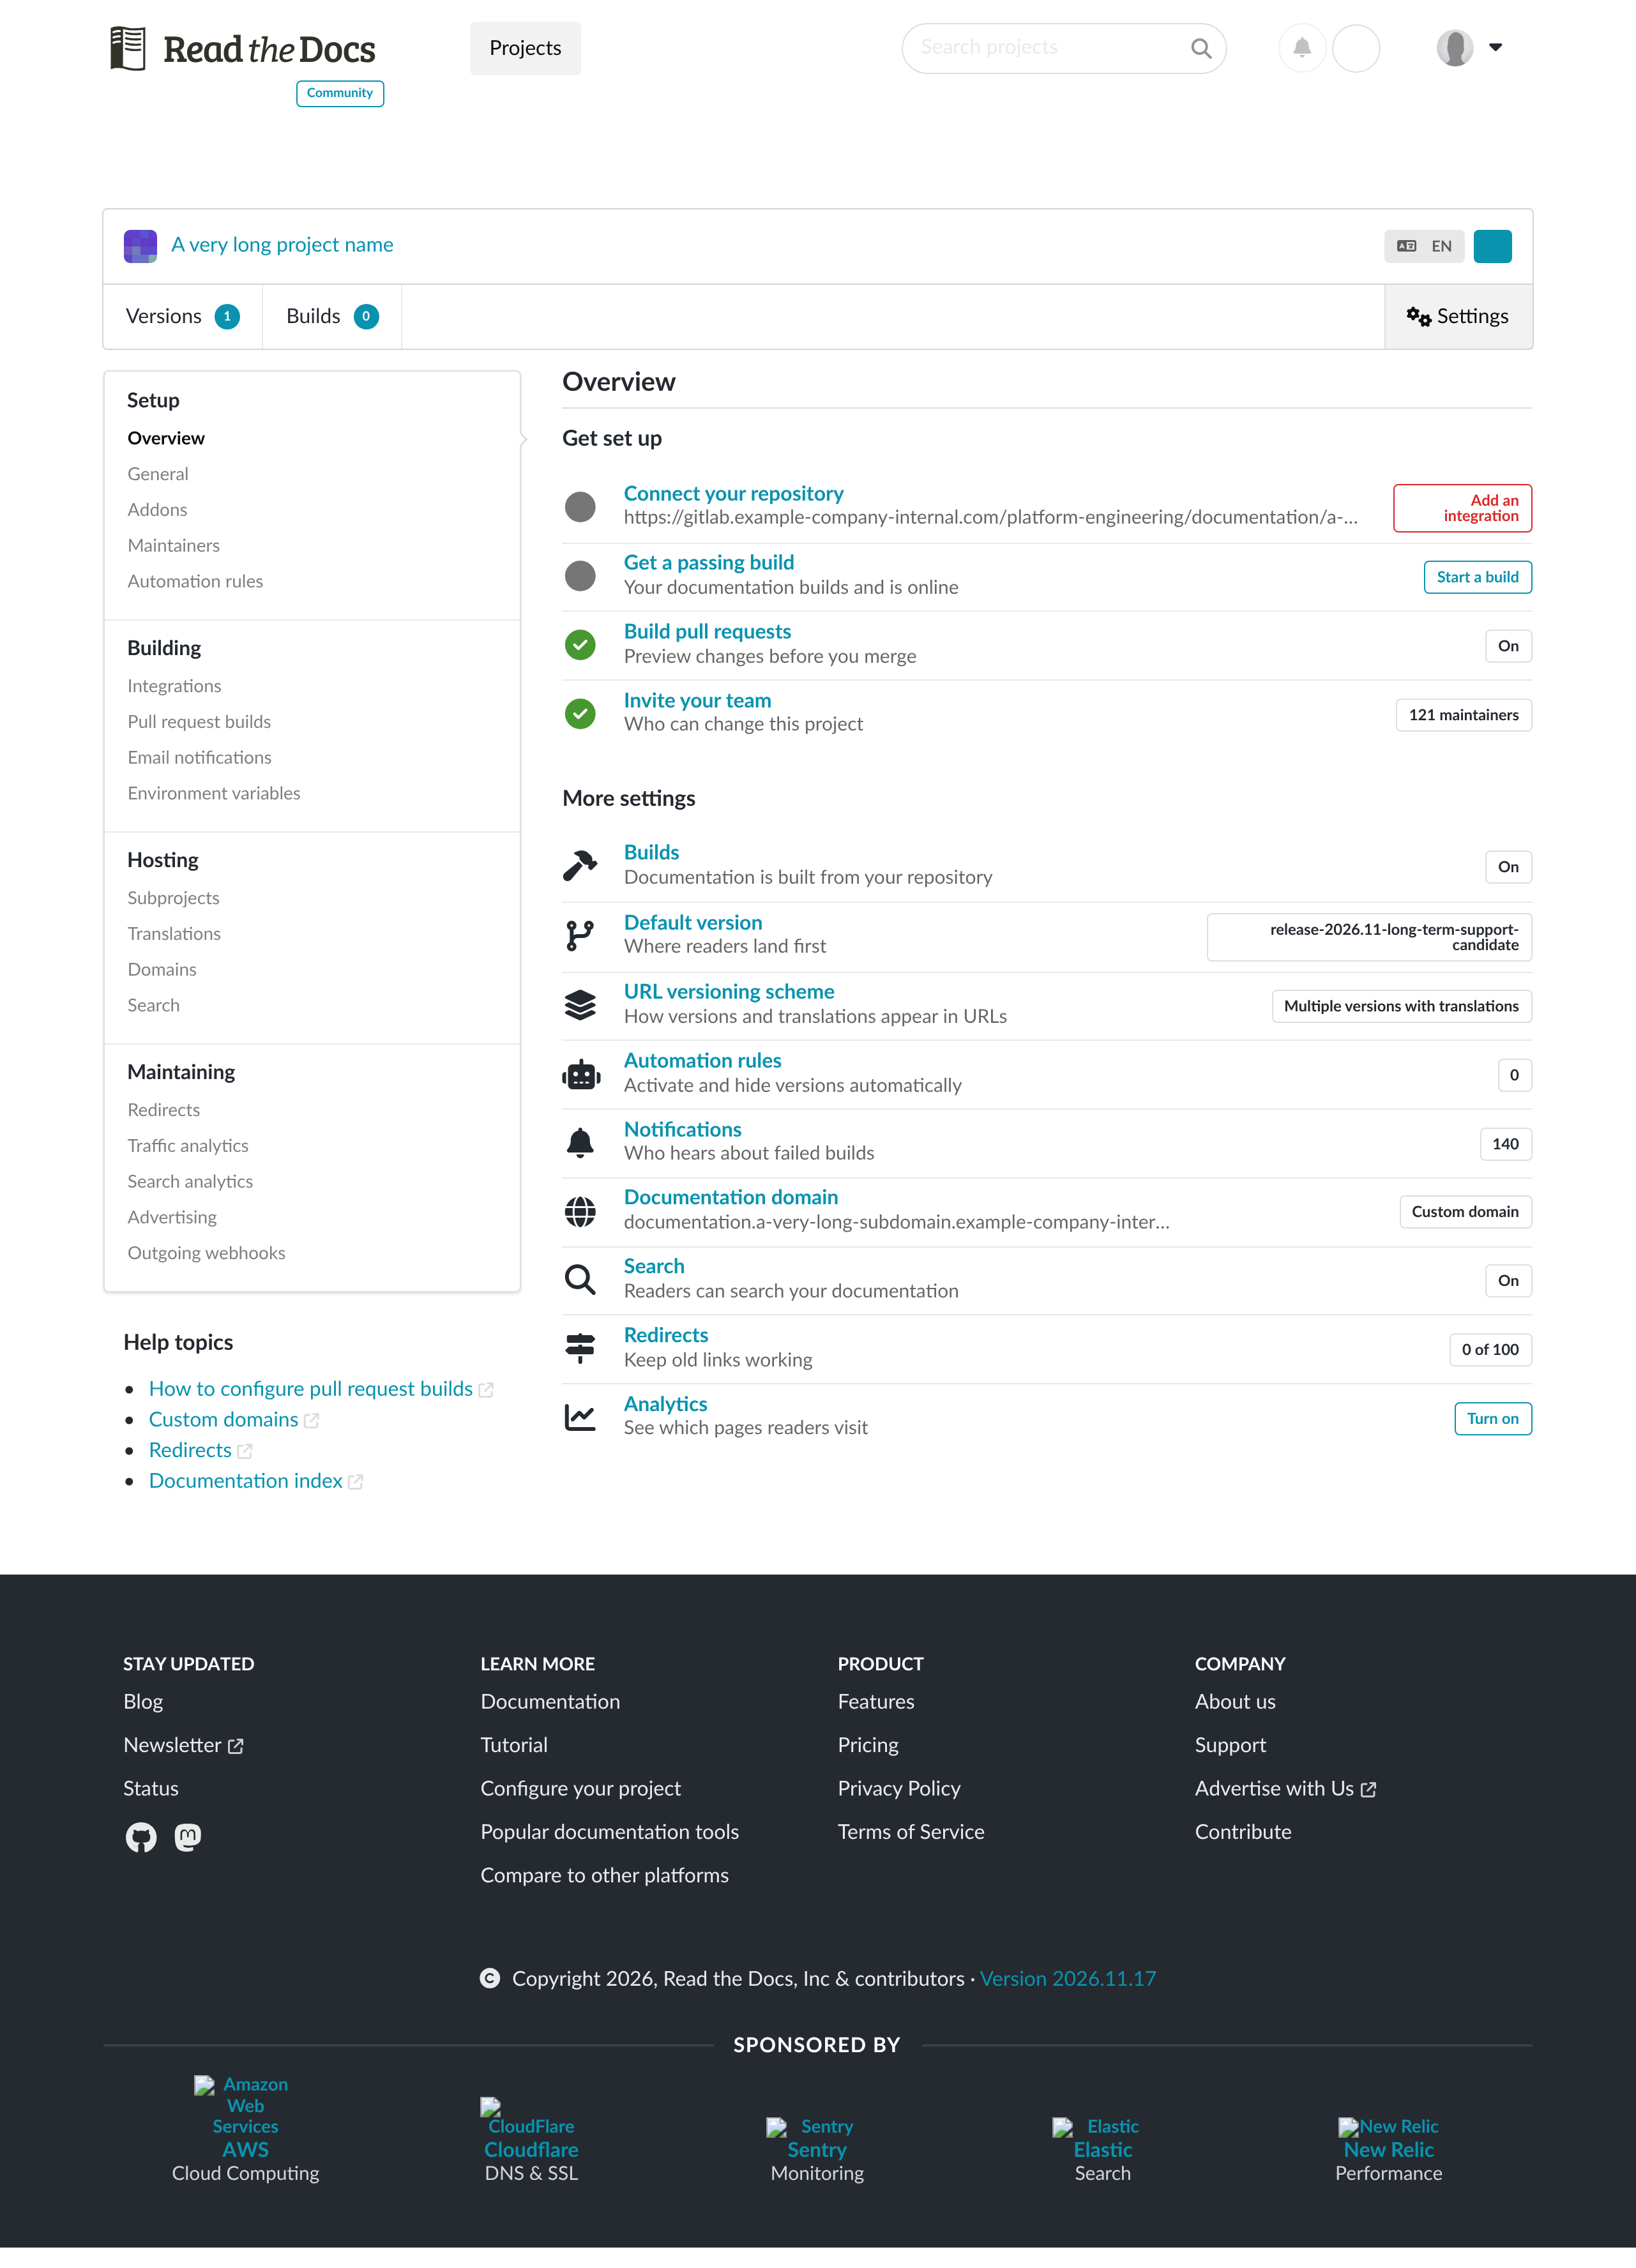 Read the Docs
Community
Projects
Search projects
A very long project name
EN
Versions 1
Builds 0
Settings
Setup
Overview
General
Addons
Maintainers
Automation rules
Building
Integrations
Pull request builds
Email notifications
Environment variables
Hosting
Subprojects
Translations
Domains
Search
Maintaining
Redirects
Traffic analytics
Search analytics
Advertising
Outgoing webhooks
Help topics
How to configure pull request builds
Custom domains
Redirects
Documentation index
Overview
Get set up
Connect your repository
https://gitlab.example-company-internal.com/platform-engineering/documentation/a-...
Add an
integration
Get a passing build
Your documentation builds and is online
Start a build
Build pull requests
Preview changes before you merge
On
Invite your team
Who can change this project
121 maintainers
More settings
Builds
Documentation is built from your repository
On
Default version
Where readers land first
release-2026.11-long-term-support-
candidate
URL versioning scheme
How versions and translations appear in URLs
Multiple versions with translations
Automation rules
Activate and hide versions automatically
0
Notifications
Who hears about failed builds
140
Documentation domain
documentation.a-very-long-subdomain.example-company-inter...
Custom domain
Search
Readers can search your documentation
On
Redirects
Keep old links working
0 of 100
Analytics
See which pages readers visit
Turn on
STAY UPDATED
Blog
Newsletter
Status
LEARN MORE
Documentation
Tutorial
Configure your project
Popular documentation tools
Compare to other platforms
PRODUCT
Features
Pricing
Privacy Policy
Terms of Service
COMPANY
About us
Support
Advertise with Us
Contribute
Copyright 2026, Read the Docs, Inc & contributors · Version 2026.11.17
SPONSORED BY
Amazon
Web
Services
AWS
Cloud Computing
CloudFlare
Cloudflare
DNS & SSL
Sentry
Sentry
Monitoring
Elastic
Elastic
Search
New Relic
New Relic
Performance